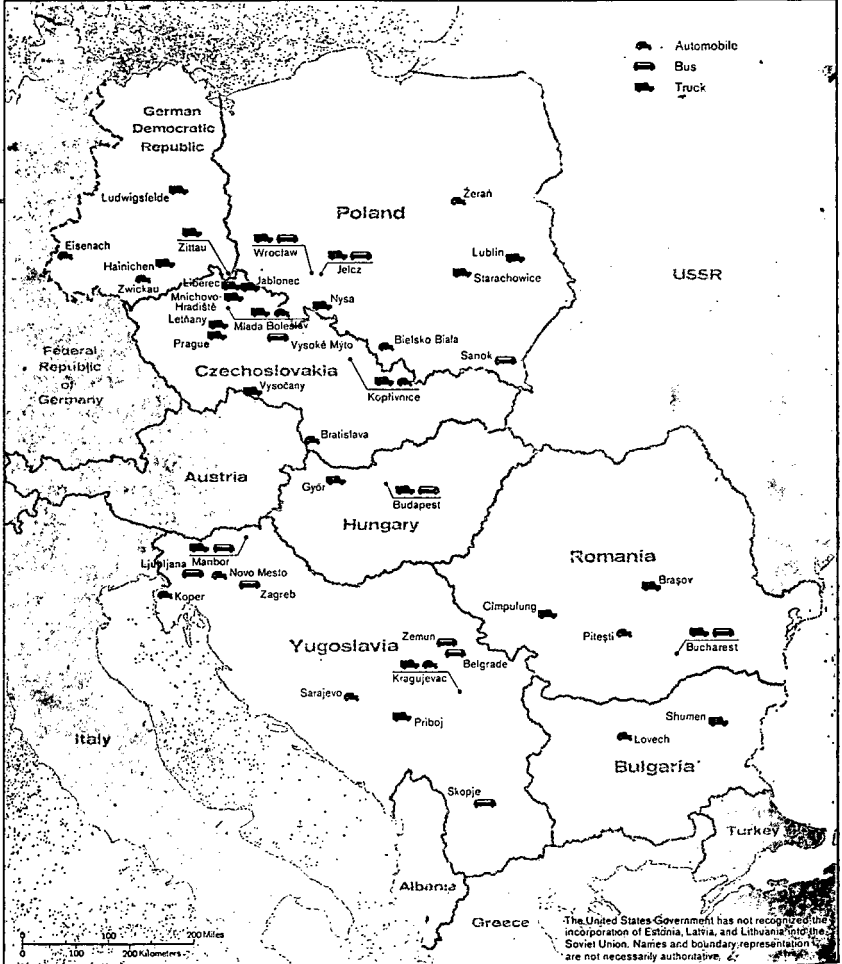 Automobile
Bus
Truck
German
Democratic
Republic
Ludwigsfelde
Poland
Żerań
Eisenach
Zittau
Wroclaw
Jelcz
Lublin
Hainichen
Starachowice
USSR
Zwickau
Liberec
Jablonec
Mnichovo-
Hradiště
Nysa
Letňany
Mlada Boleslav
Prague
Vysoké Mýto
Bielsko Biala
Federal
Republic
of
Germany
Sanok
Czechoslovakia
Vysočany
Kopřivnice
Bratislava
Austria
Győr
Budapest
Hungary
Romania
Ljubljana
Maribor
Novo Mesto
Brașov
Koper
Zagreb
Cîmpulung
Yugoslavia
Zemun
Pitești
Bucharest
Belgrade
Kragujevac
Sarajevo
Priboj
Shumen
Italy
Lovech
Bulgaria
Skopje
Turkey
Albania
Greece
0 200 Miles
0 200 Kilometers
The United States Government has not recognized the
incorporation of Estonia, Latvia, and Lithuania into the
Soviet Union. Names and boundary representation
are not necessarily authoritative.